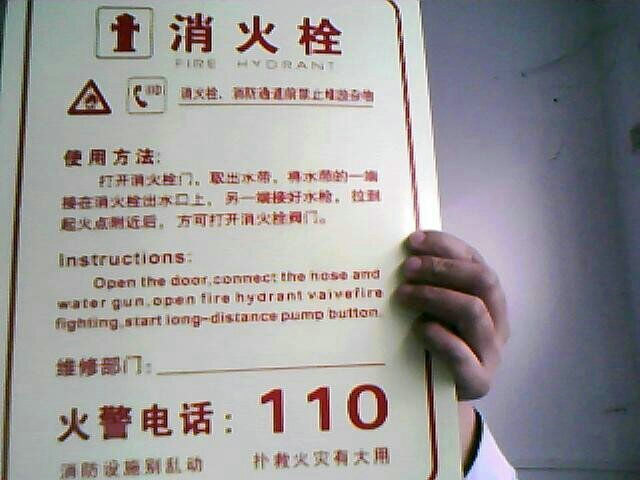 消火栓
FIRE HYDRANT
消火栓、消防通道前禁止堆放杂物
使用方法:
打开消火栓门，取出水带，将水带的一端
接在消火栓出水口上，另一端接好水枪，拉到
起火点附近后，方可打开消火栓阀门。
Instructions:
Open the door,connect the hose and
water gun,open fire hydrant vaivefire
fighting,start long-distance pump button.
维修部门:
火警电话: 110
消防设施别乱动 扑救火灾有大用